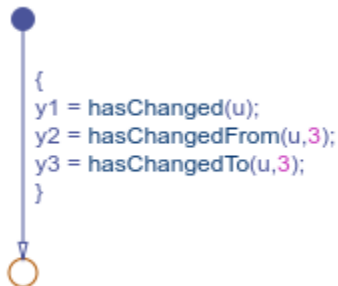 {
y1 = hasChanged(u);
y2 = hasChangedFrom(u,3);
y3 = hasChangedTo(u,3);
}